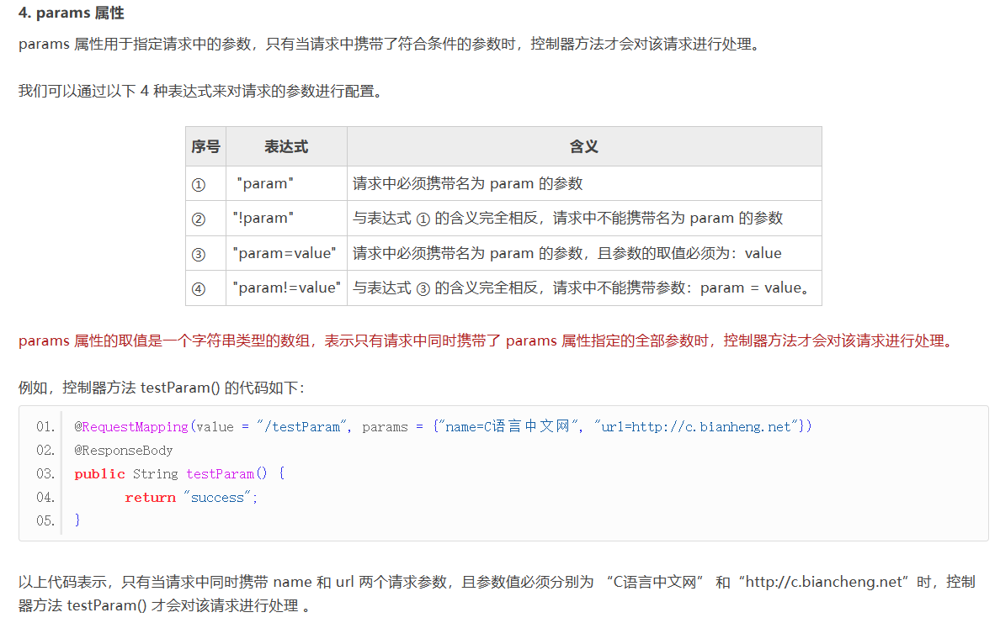 4. params 属性
params 属性用于指定请求中的参数，只有当请求中携带了符合条件的参数时，控制器方法才会对该请求进行处理。
我们可以通过以下 4 种表达式来对请求的参数进行配置。
序号 表达式 含义
① "param" 请求中必须携带名为 param 的参数
② "!param" 与表达式 ① 的含义完全相反，请求中不能携带名为 param 的参数
③ "param=value" 请求中必须携带名为 param 的参数，且参数的取值必须为：value
④ "param!=value" 与表达式 ③ 的含义完全相反，请求中不能携带参数：param = value。
params 属性的取值是一个字符串类型的数组，表示只有请求中同时携带了 params 属性指定的全部参数时，控制器方法才会对该请求进行处理。
例如，控制器方法 testParam() 的代码如下：
01. @RequestMapping(value = "/testParam", params = {"name=C语言中文网", "url=http://c.bianheng.net"})
02. @ResponseBody
03. public String testParam() {
04. return "success";
05. }
以上代码表示，只有当请求中同时携带 name 和 url 两个请求参数，且参数值必须分别为 “C语言中文网” 和“http://c.biancheng.net”时，控制
器方法 testParam() 才会对该请求进行处理 。